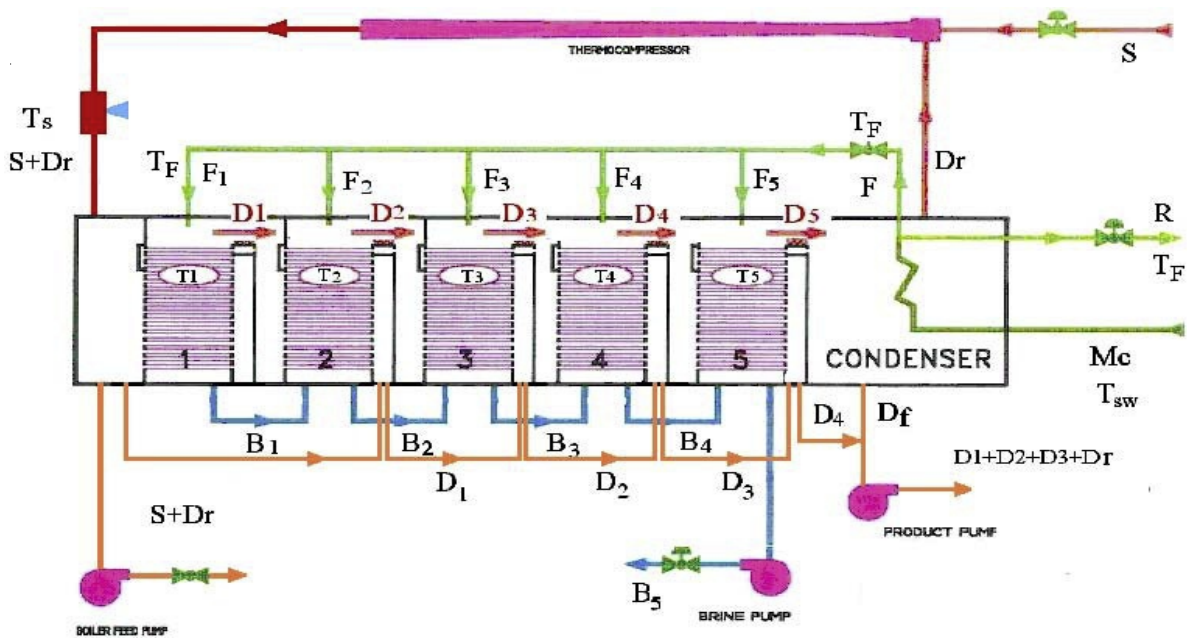 THERMOCOMPRESSOR
S
Ts
S+Dr
TF
F1
F2
F3
F4
F5
TF
F
Dr
R
TF
D1
D2
D3
D4
D5
T1
T2
T3
T4
T5
1
2
3
4
5
CONDENSER
Mc
Tsw
B1
B2
B3
B4
D4
Df
D1
D2
D3
D1+D2+D3+Dr
S+Dr
PRODUCT PUMP
B5
BRINE PUMP
BOILER FEED PUMP